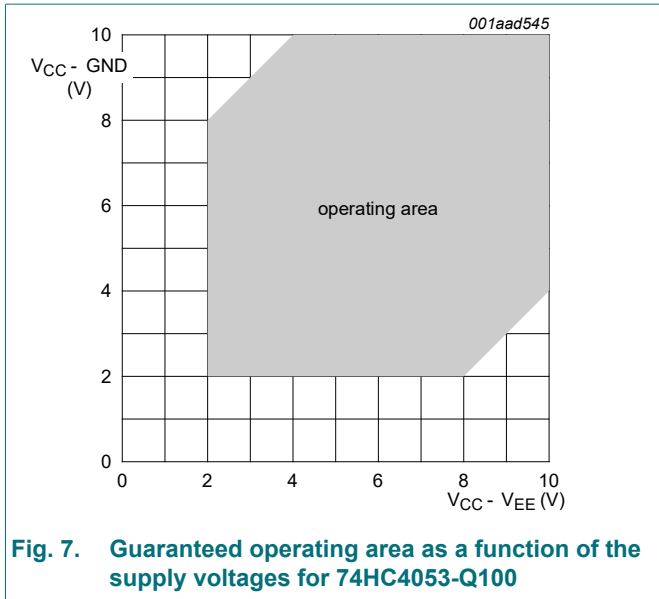 001aad545
10
VCC - GND
(V)
8
6
operating area
4
2
0
0 2 4 6 8 10
VCC - VEE (V)
Fig. 7. Guaranteed operating area as a function of the
supply voltages for 74HC4053-Q100